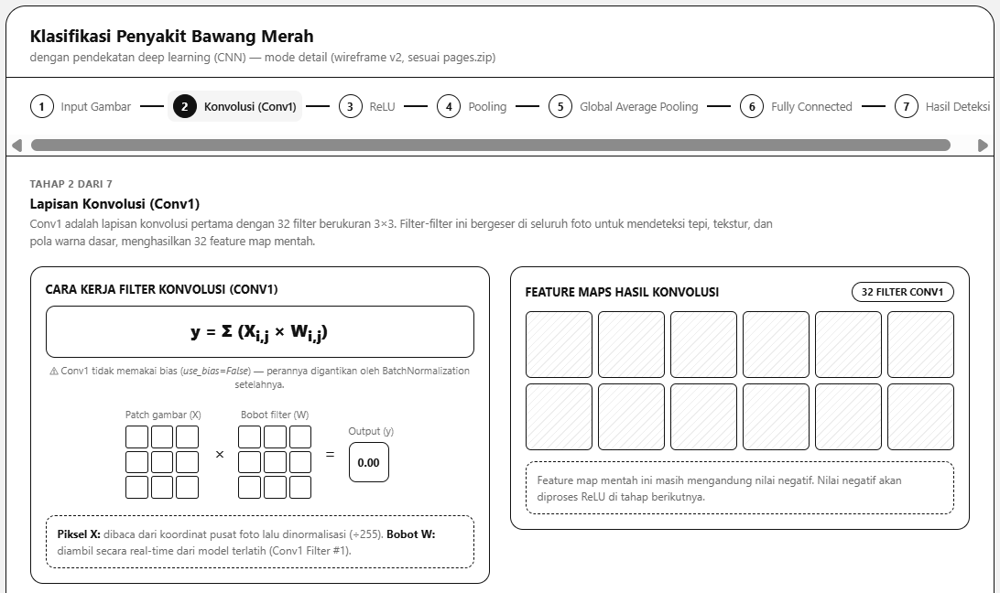 Klasifikasi Penyakit Bawang Merah
dengan pendekatan deep learning (CNN) — mode detail (wireframe v2, sesuai pages.zip)
1 Input Gambar
2 Konvolusi (Conv1)
3 ReLU
4 Pooling
5 Global Average Pooling
6 Fully Connected
7 Hasil Deteksi
TAHAP 2 DARI 7
Lapisan Konvolusi (Conv1)
Conv1 adalah lapisan konvolusi pertama dengan 32 filter berukuran 3×3. Filter-filter ini bergeser di seluruh foto untuk mendeteksi tepi, tekstur, dan
pola warna dasar, menghasilkan 32 feature map mentah.
CARA KERJA FILTER KONVOLUSI (CONV1)
y = Σ (Xi,j × Wi,j)
⚠ Conv1 tidak memakai bias (use_bias=False) — perannya digantikan oleh BatchNormalization
setelahnya.
Patch gambar (X)
×
Bobot filter (W)
=
Output (y)
0.00
Piksel X: dibaca dari koordinat pusat foto lalu dinormalisasi (÷255). Bobot W:
diambil secara real-time dari model terlatih (Conv1 Filter #1).
FEATURE MAPS HASIL KONVOLUSI
32 FILTER CONV1
Feature map mentah ini masih mengandung nilai negatif. Nilai negatif akan
diproses ReLU di tahap berikutnya.